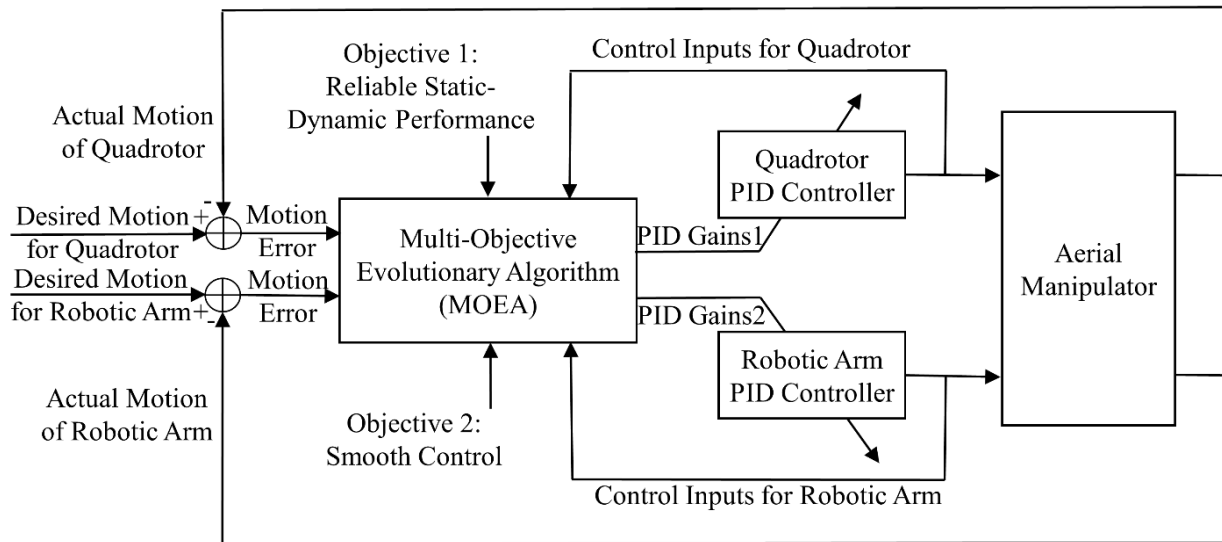 Objective 1:
Reliable Static-
Dynamic Performance
Control Inputs for Quadrotor
Actual Motion
of Quadrotor
Quadrotor
PID Controller
-
Desired Motion +
for Quadrotor
Motion
Error
Desired Motion
for Robotic Arm +
-
Motion
Error
Multi-Objective
Evolutionary Algorithm
(MOEA)
PID Gains1
PID Gains2
Aerial
Manipulator
Robotic Arm
PID Controller
Actual Motion
of Robotic Arm
Objective 2:
Smooth Control
Control Inputs for Robotic Arm